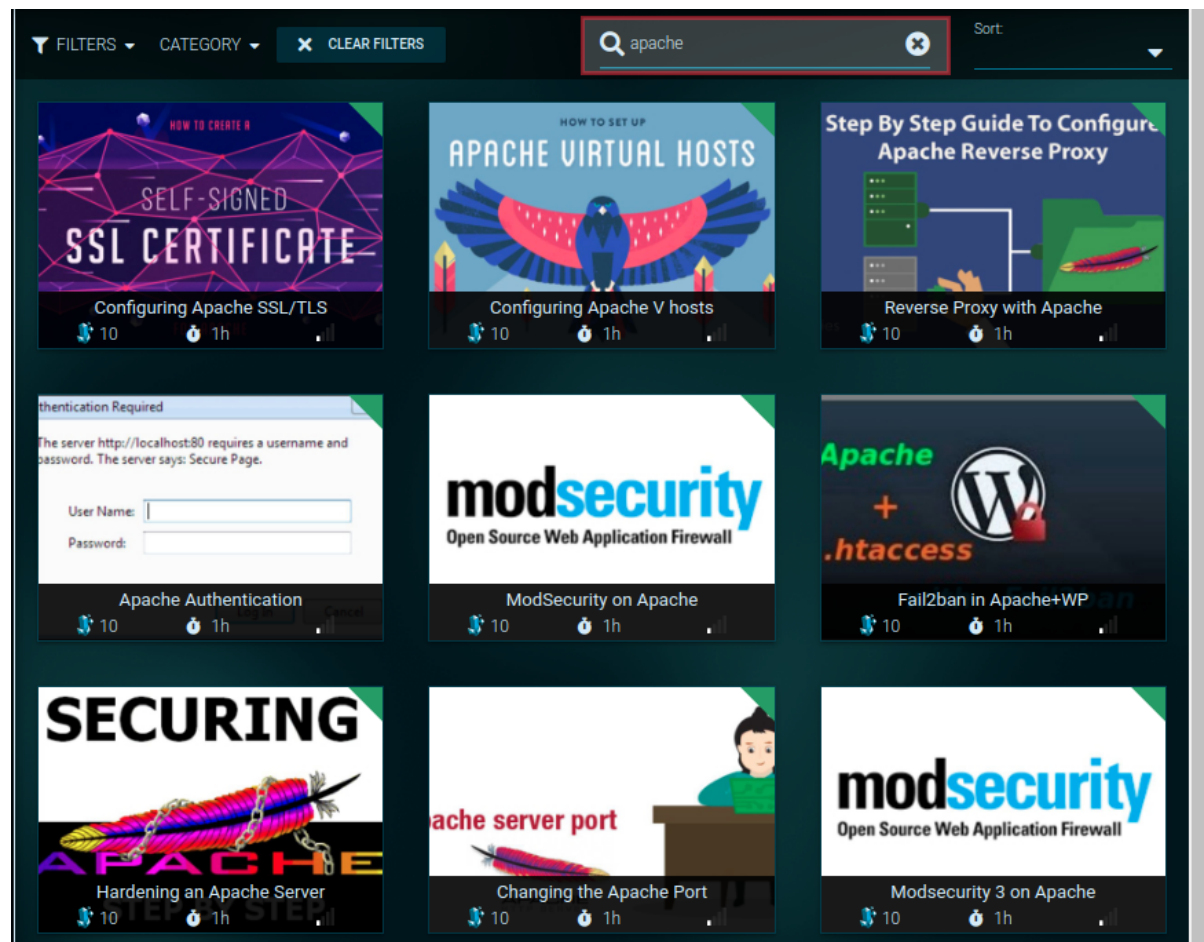 FILTERS CATEGORY CLEAR FILTERS apache Sort:
HOW TO CREATE A
SELF-SIGNED
SSL CERTIFICATE
Configuring Apache SSL/TLS
10 1h
HOW TO SET UP
APACHE VIRTUAL HOSTS
Configuring Apache V hosts
10 1h
Step By Step Guide To Configure
Apache Reverse Proxy
Reverse Proxy with Apache
10 1h
thentication Required
The server http://localhost:80 requires a username and
password. The server says: Secure Page.
User Name:
Password:
Log in Cancel
Apache Authentication
10 1h
modsecurity
Open Source Web Application Firewall
ModSecurity on Apache
10 1h
Apache
+
.htaccess
Fail2ban in Apache+WP
10 1h
SECURING
APACHE
Hardening an Apache Server
STEP BY STEP
10 1h
ache server port
Changing the Apache Port
10 1h
modsecurity
Open Source Web Application Firewall
Modsecurity 3 on Apache
10 1h